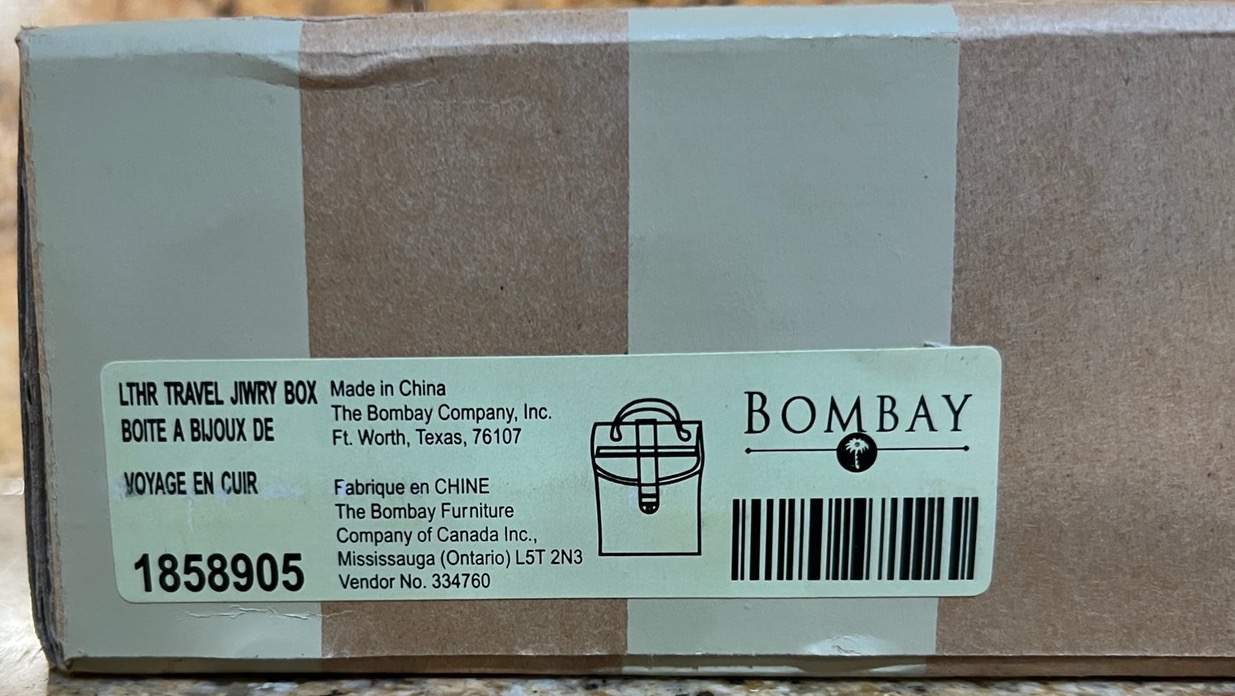 LTHR TRAVEL JIWRY BOX
BOITE A BIJOUX DE
VOYAGE EN CUIR
1858905
Made in China
The Bombay Company, Inc.
Ft. Worth, Texas, 76107
Fabrique en CHINE
The Bombay Furniture
Company of Canada Inc.,
Mississauga (Ontario) L5T 2N3
Vendor No. 334760
BOMBAY